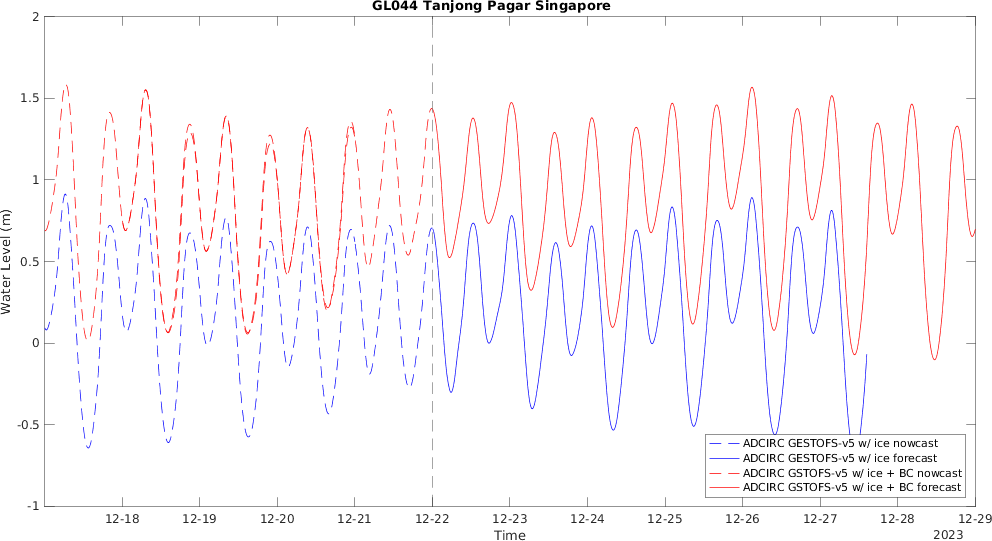 GL044 Tanjong Pagar Singapore
2
1.5
1
0.5
0
-0.5
-1
Water Level (m)
ADCIRC GESTOFS-v5 w/ ice nowcast
ADCIRC GESTOFS-v5 w/ ice forecast
ADCIRC GSTOFS-v5 w/ ice + BC nowcast
ADCIRC GSTOFS-v5 w/ ice + BC forecast
12-18 12-19 12-20 12-21 12-22 12-23 12-24 12-25 12-26 12-27 12-28 12-29
Time
2023